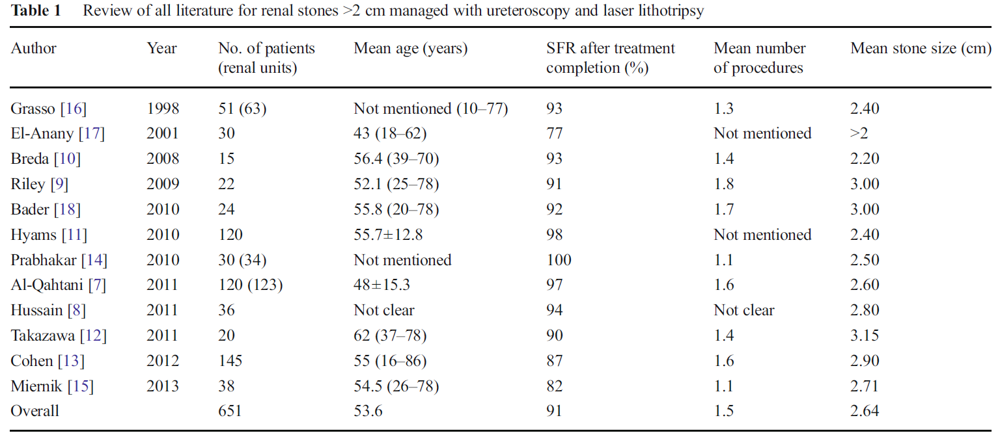 Table 1 Review of all literature for renal stones >2 cm managed with ureteroscopy and laser lithotripsy
Author Year No. of patients (renal units) Mean age (years) SFR after treatment completion (%) Mean number of procedures Mean stone size (cm)
Grasso [16] 1998 51 (63) Not mentioned (10–77) 93 1.3 2.40
El-Anany [17] 2001 30 43 (18–62) 77 Not mentioned >2
Breda [10] 2008 15 56.4 (39–70) 93 1.4 2.20
Riley [9] 2009 22 52.1 (25–78) 91 1.8 3.00
Bader [18] 2010 24 55.8 (20–78) 92 1.7 3.00
Hyams [11] 2010 120 55.7±12.8 98 Not mentioned 2.40
Prabhakar [14] 2010 30 (34) Not mentioned 100 1.1 2.50
Al-Qahtani [7] 2011 120 (123) 48±15.3 97 1.6 2.60
Hussain [8] 2011 36 Not clear 94 Not clear 2.80
Takazawa [12] 2011 20 62 (37–78) 90 1.4 3.15
Cohen [13] 2012 145 55 (16–86) 87 1.6 2.90
Miernik [15] 2013 38 54.5 (26–78) 82 1.1 2.71
Overall 651 53.6 91 1.5 2.64